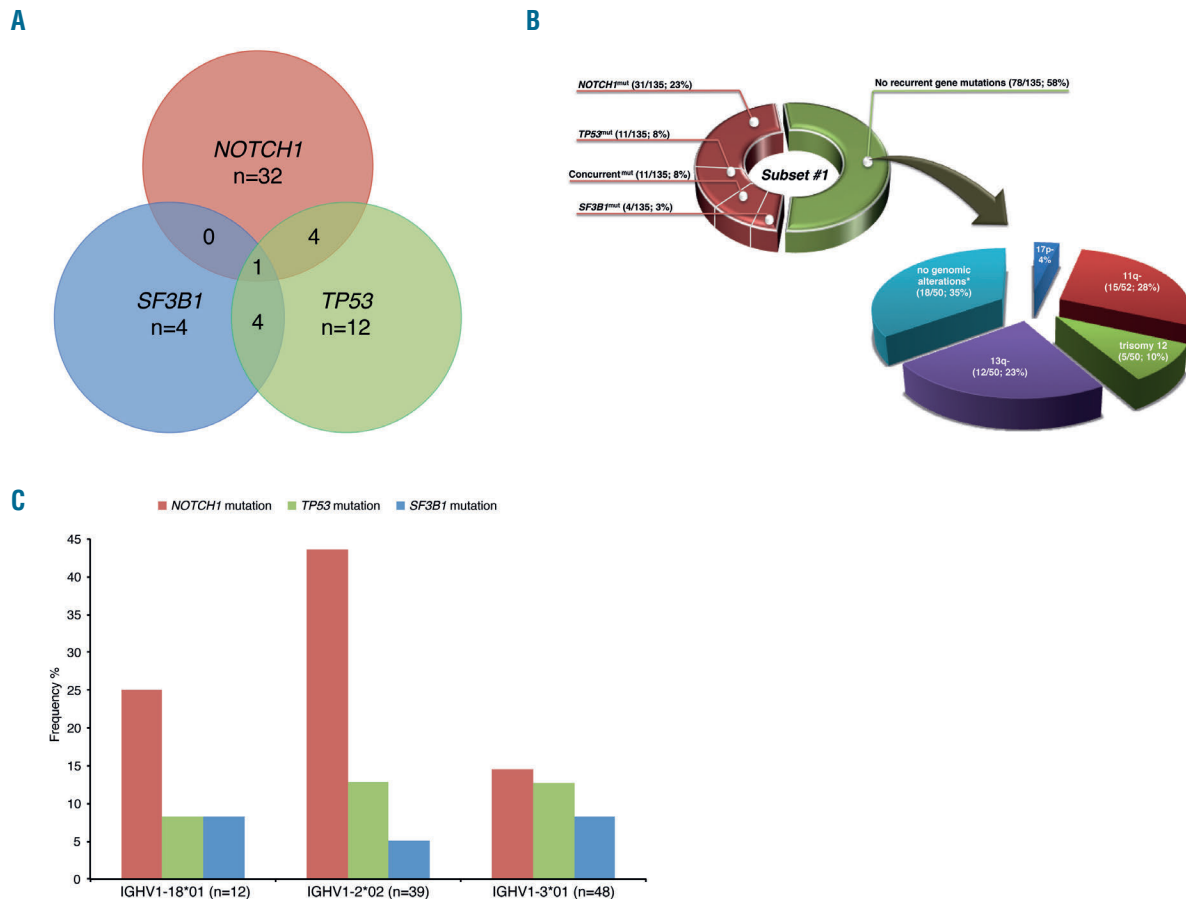 A
NOTCH1
n=32
0
4
1
SF3B1
n=4
4
TP53
n=12
B
NOTCH1mut (31/135; 23%)
No recurrent gene mutations (78/135; 58%)
TP53mut (11/135; 8%)
Concurrent mut (11/135; 8%)
SF3B1mut (4/135; 3%)
Subset #1
17p-
4%
no genomic
alterations*
(18/50; 35%)
11q-
(15/52; 28%)
trisomy 12
(5/50; 10%)
13q-
(12/50; 23%)
C
NOTCH1 mutation TP53 mutation SF3B1 mutation
Frequency %
45
40
35
30
25
20
15
10
5
0
IGHV1-18*01 (n=12) IGHV1-2*02 (n=39) IGHV1-3*01 (n=48)